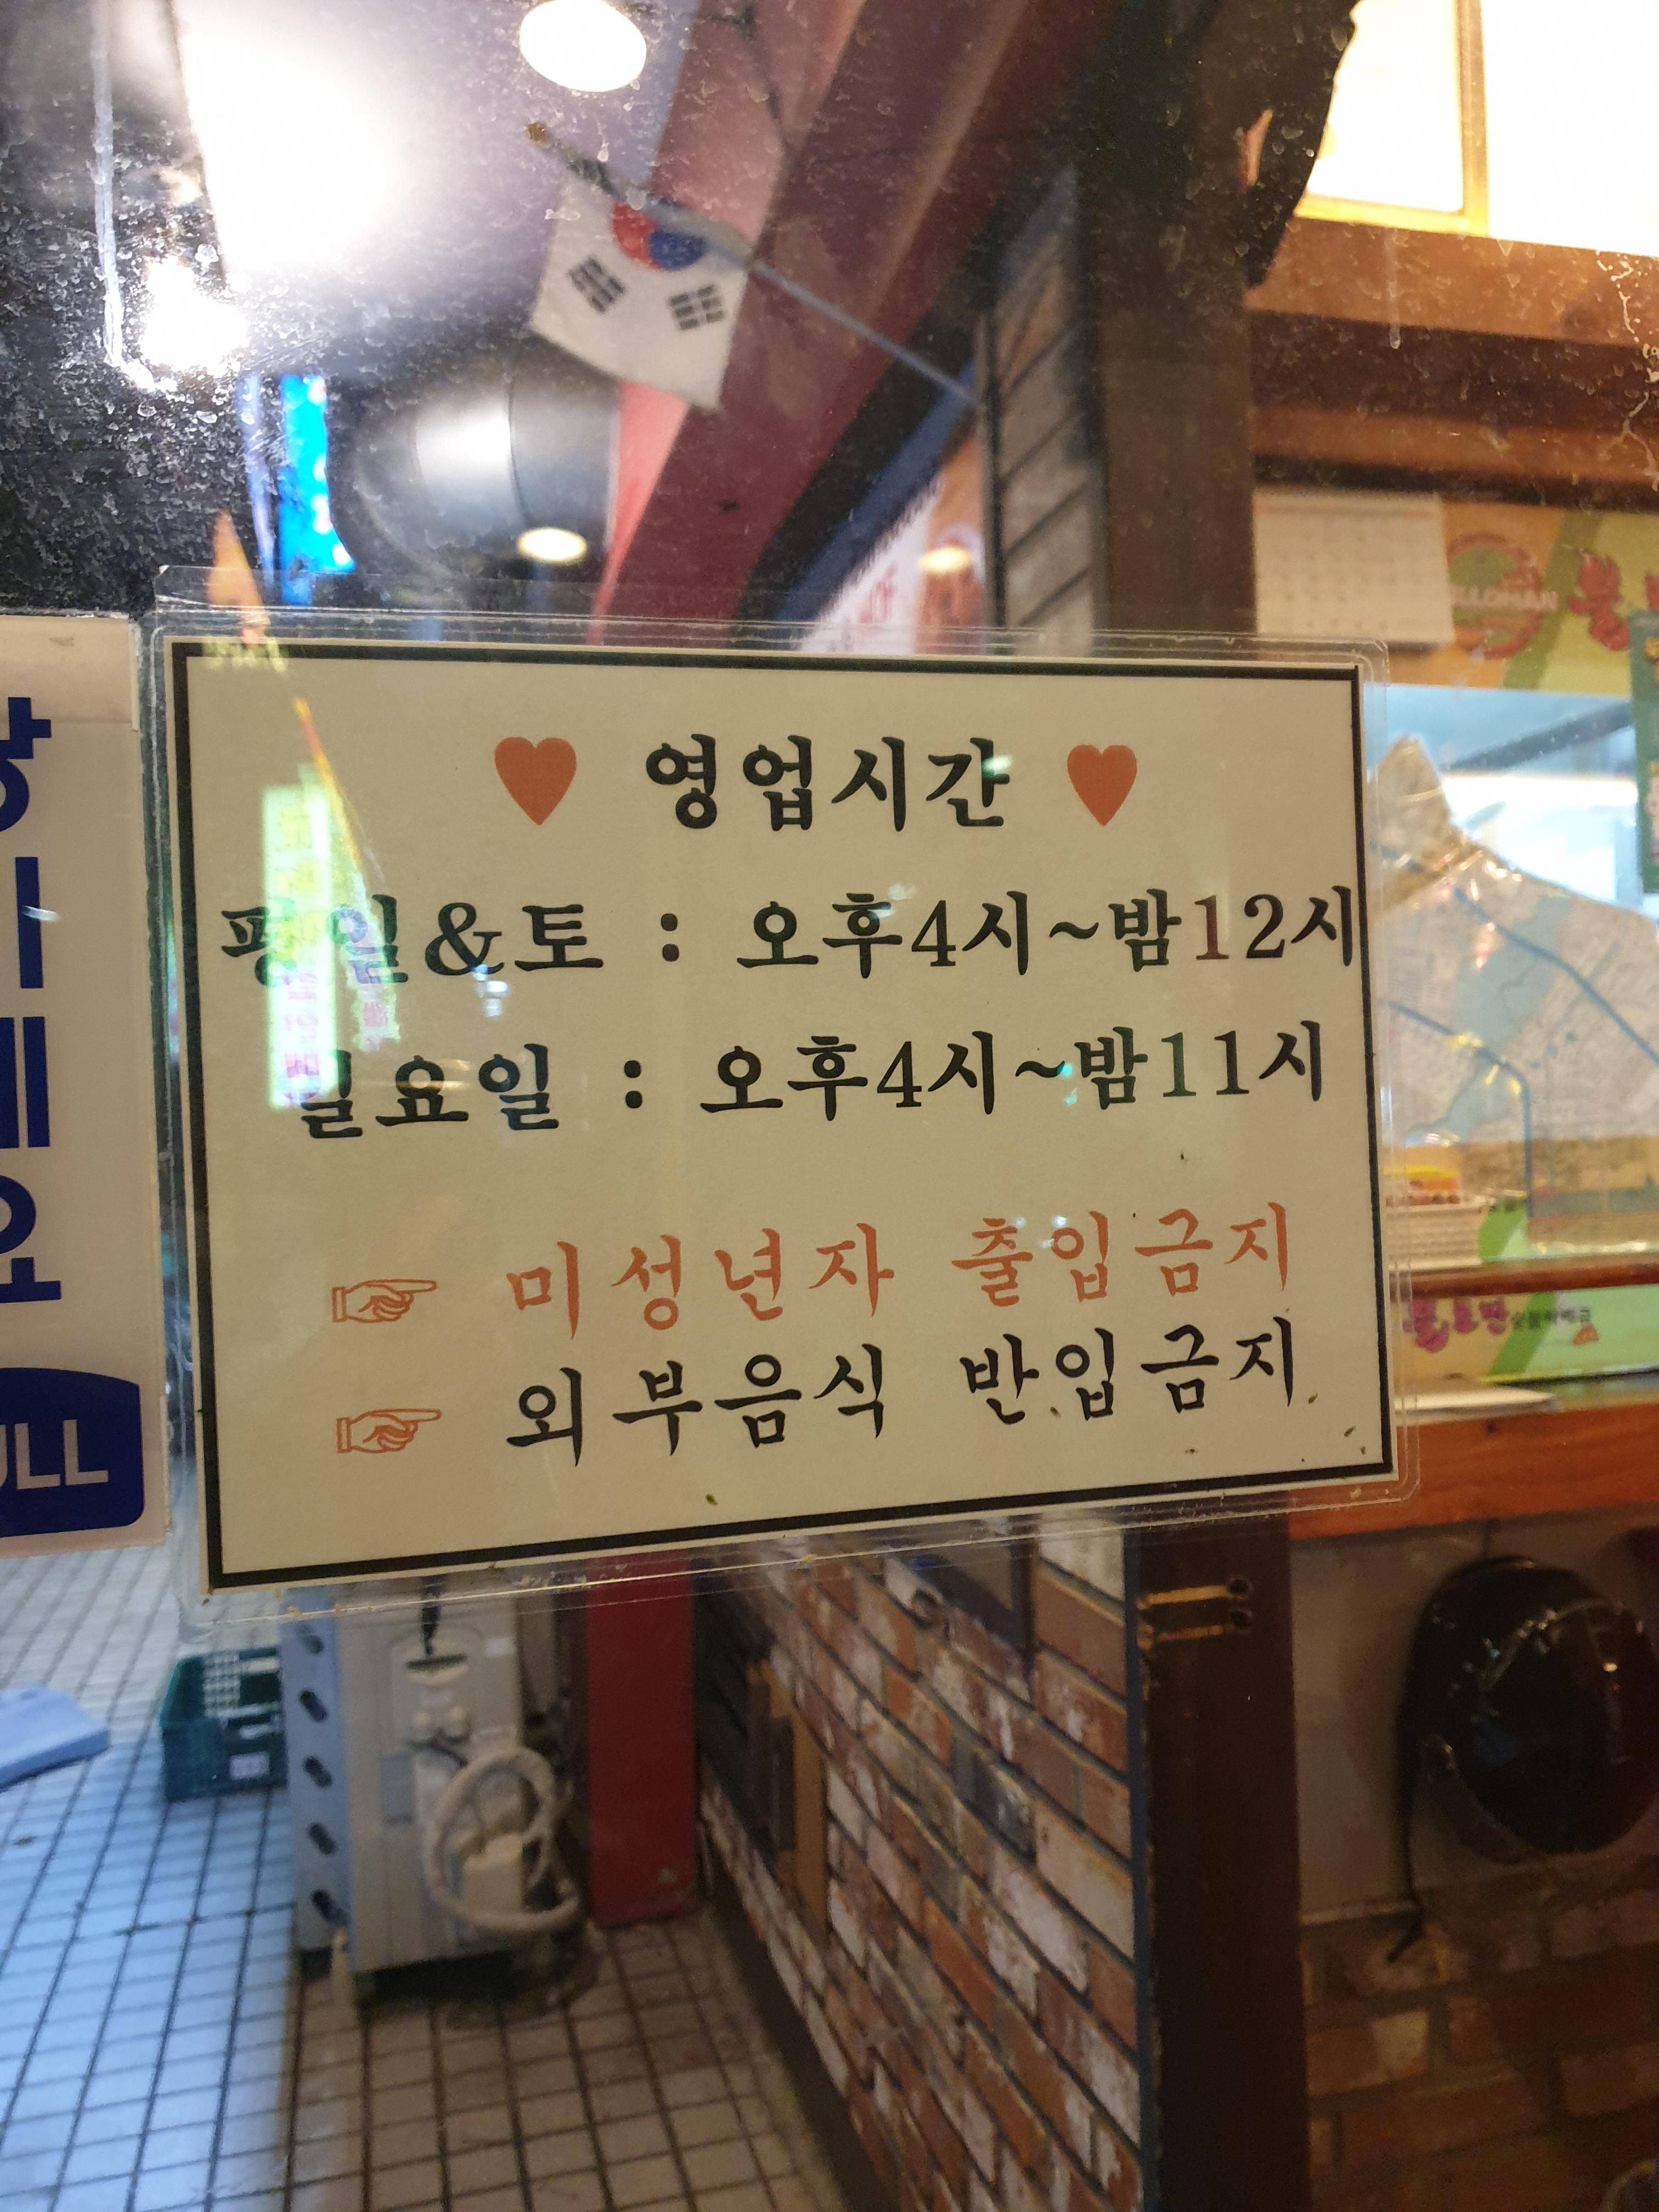 ♥ 영업시간 ♥
평일&토 : 오후4시~밤12시
일요일 : 오후4시~밤11시
☞ 미성년자 출입금지
☞ 외부음식 반입금지